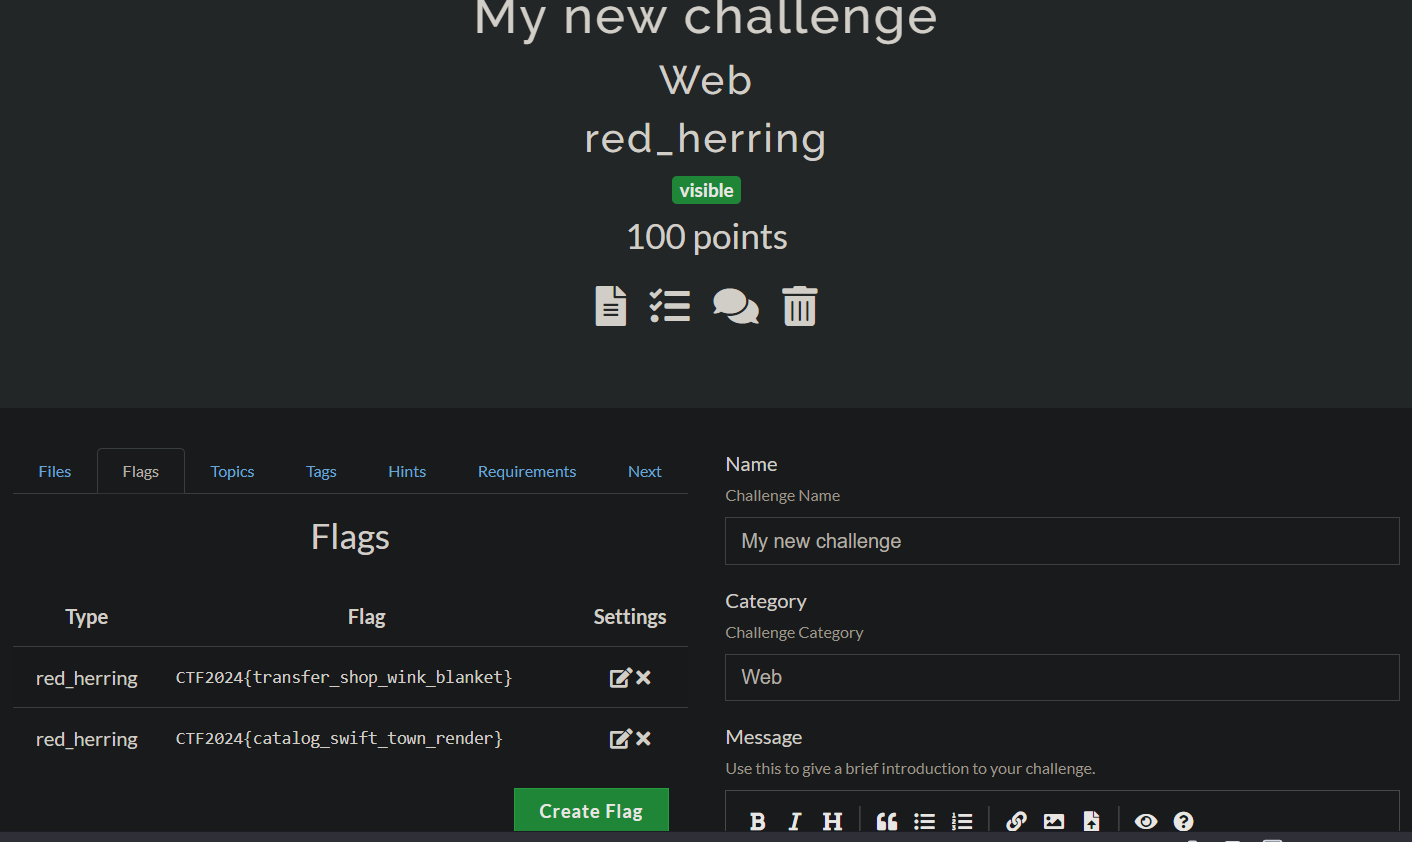 My new challenge
Web
red_herring
visible
100 points
Files Flags Topics Tags Hints Requirements Next
Flags
Type Flag Settings
red_herring CTF2024{transfer_shop_wink_blanket}
red_herring CTF2024{catalog_swift_town_render}
Create Flag
Name
Challenge Name
My new challenge
Category
Challenge Category
Web
Message
Use this to give a brief introduction to your challenge.
B I H